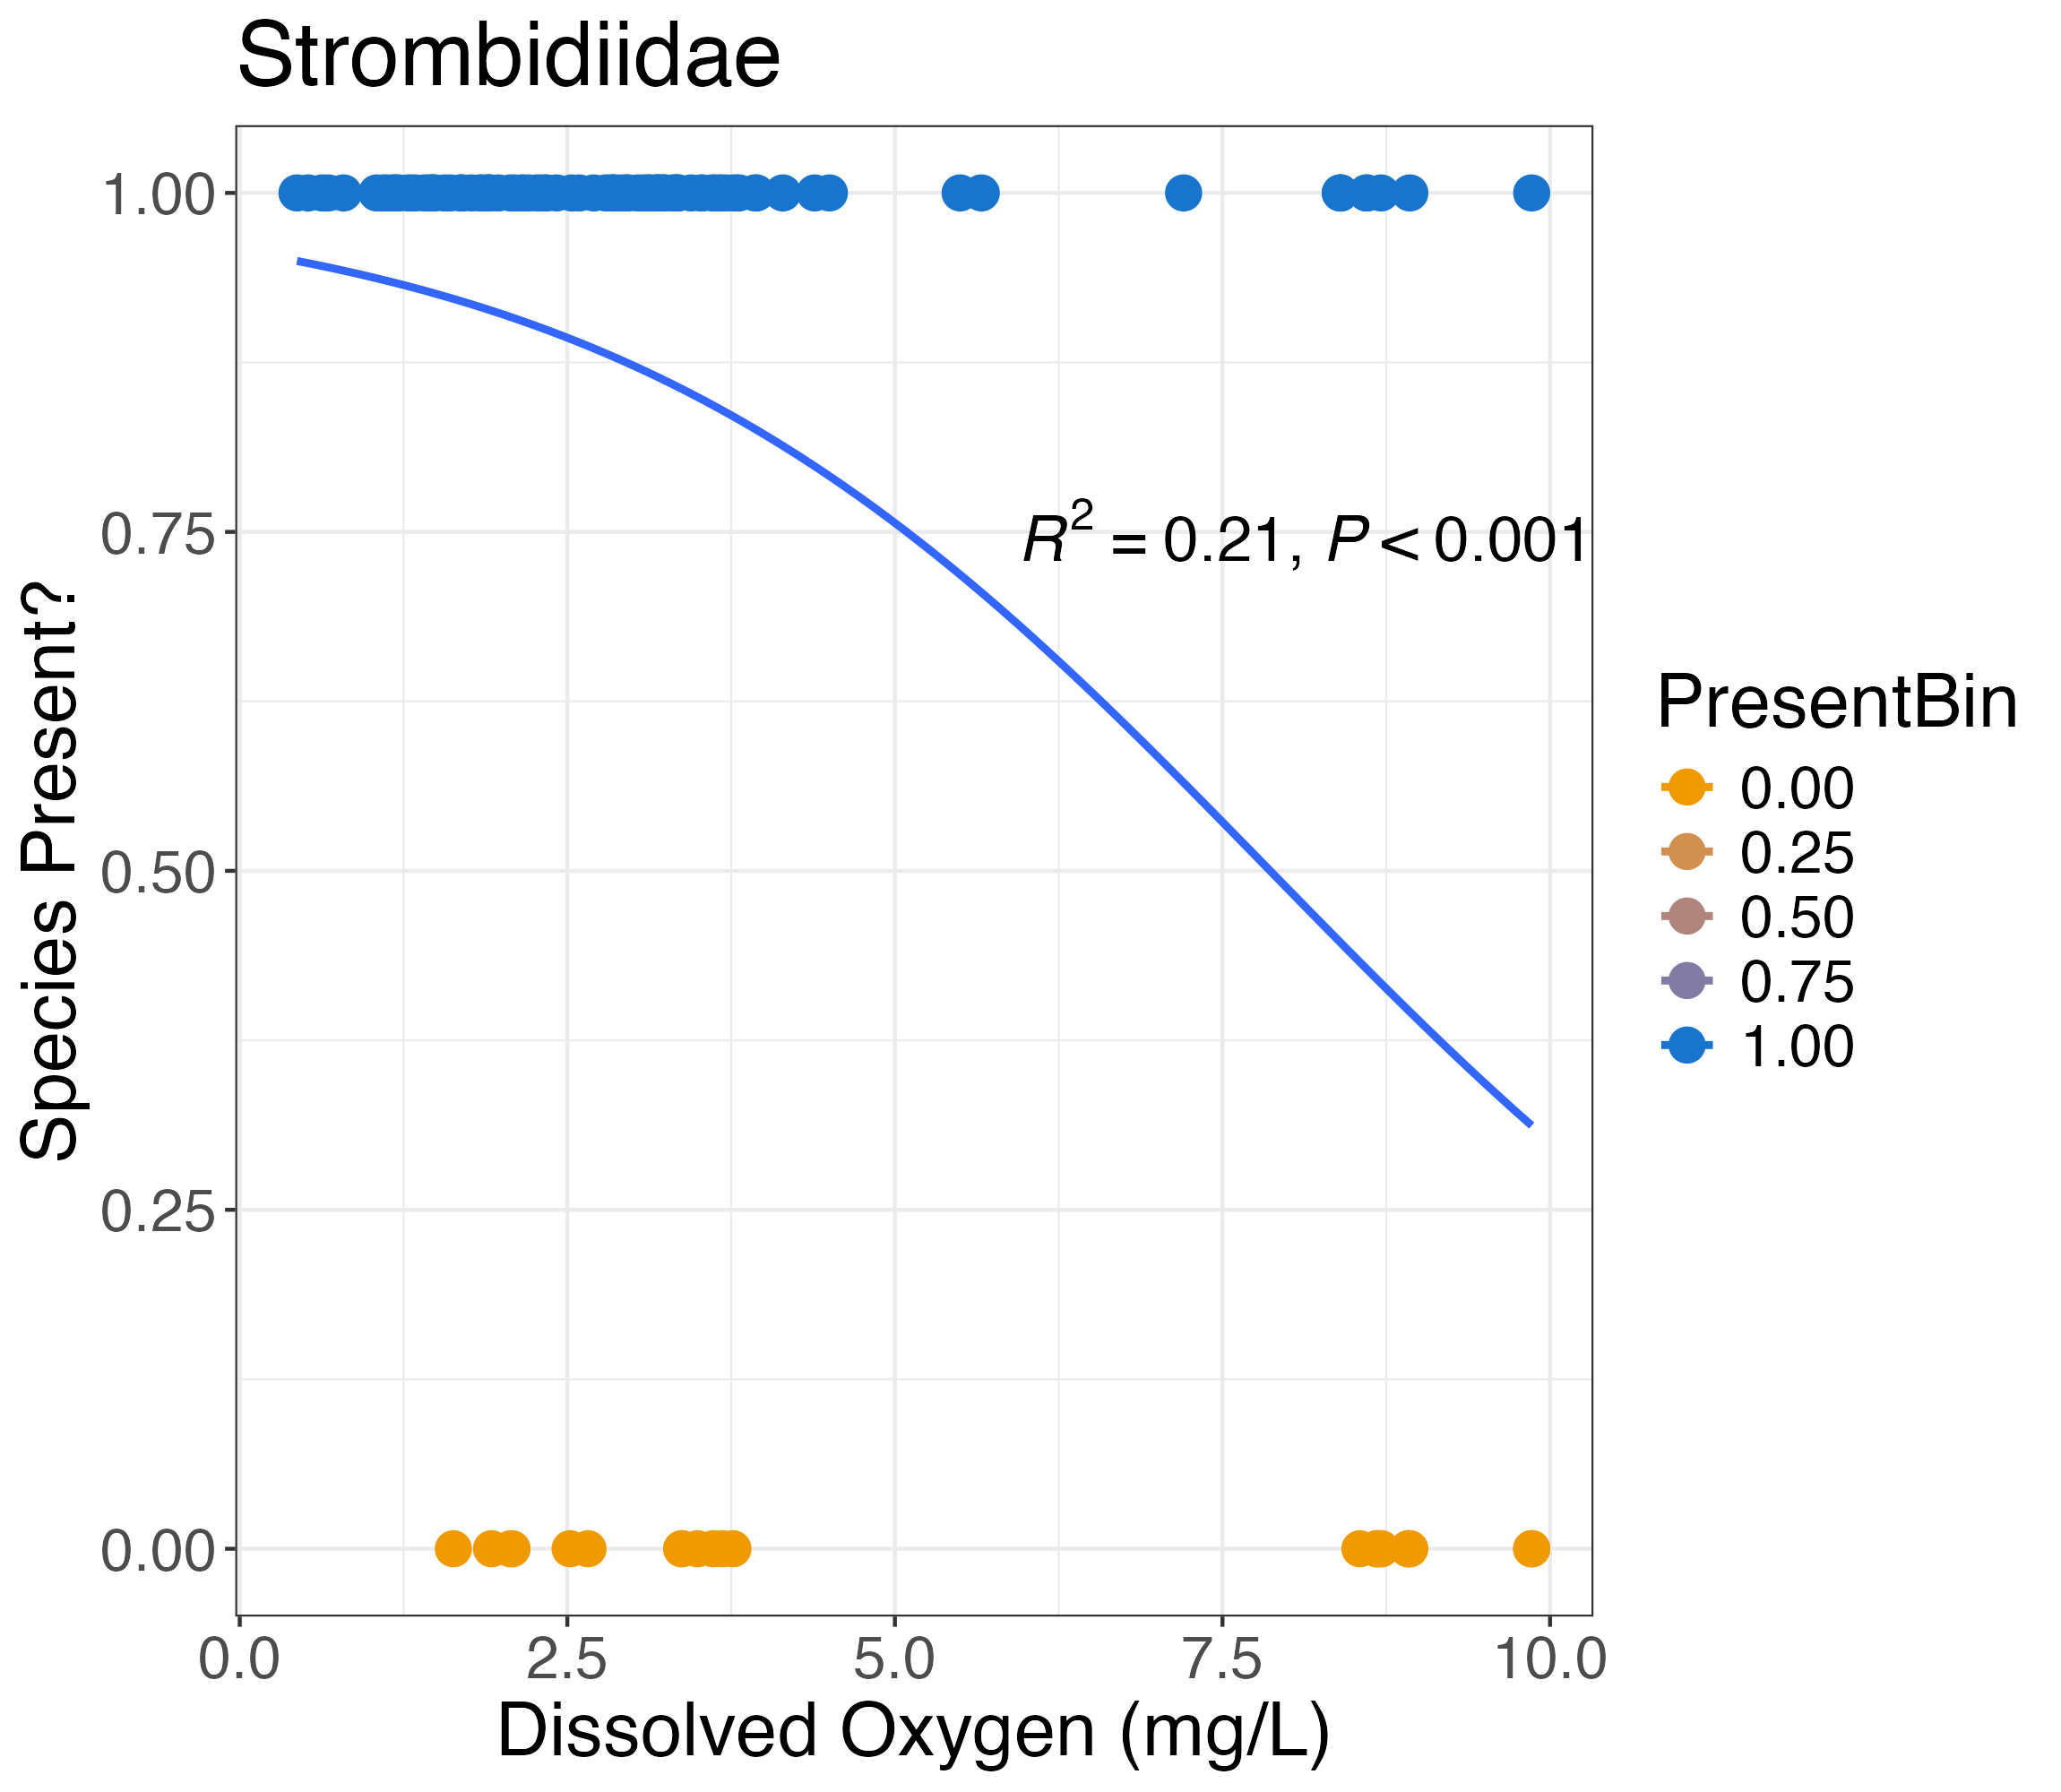 Strombidiidae
1.00
0.75
0.50
0.25
0.00
Species Present?
R² = 0.21, P < 0.001
0.0 2.5 5.0 7.5 10.0
Dissolved Oxygen (mg/L)
PresentBin
0.00
0.25
0.50
0.75
1.00